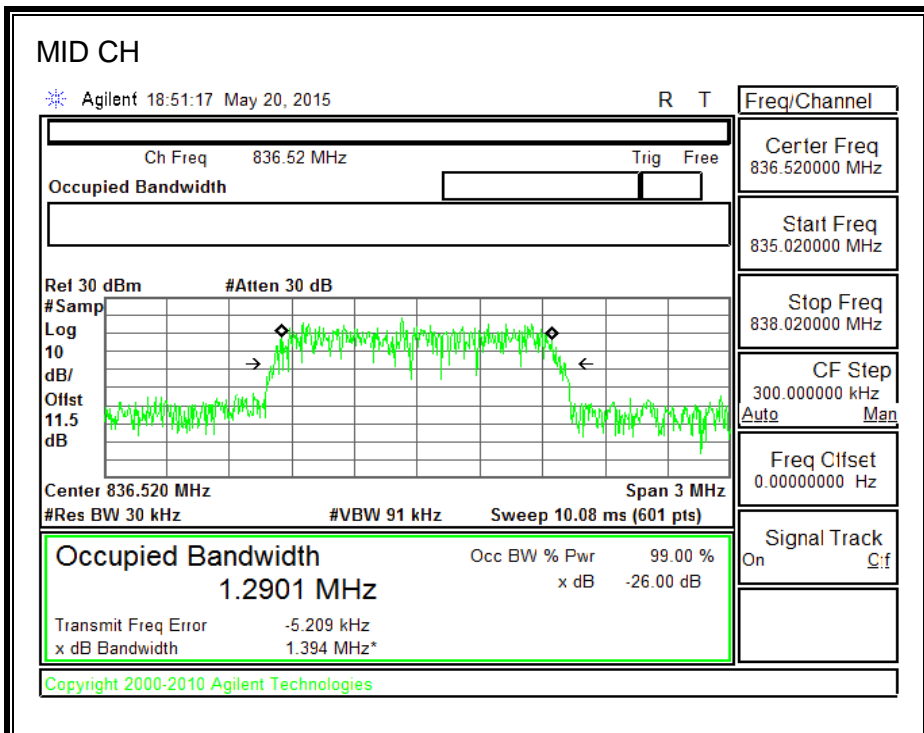 MID CH
Agilent 18:51:17 May 20, 2015 R T
Freq/Channel
Ch Freq 836.52 MHz Trig Free
Occupied Bandwidth
Center Freq
836.520000 MHz
Start Freq
835.020000 MHz
Stop Freq
838.020000 MHz
CF Step
300.000000 kHz
Auto Man
Freq Offset
0.00000000 Hz
Signal Track
On Off
Ref 30 dBm #Atten 30 dB
#Samp
Log
10
dB/
Offst
11.5
dB
Center 836.520 MHz Span 3 MHz
#Res BW 30 kHz #VBW 91 kHz Sweep 10.08 ms (601 pts)
Occupied Bandwidth Occ BW % Pwr 99.00 %
1.2901 MHz x dB -26.00 dB
Transmit Freq Error -5.209 kHz
x dB Bandwidth 1.394 MHz*
Copyright 2000-2010 Agilent Technologies